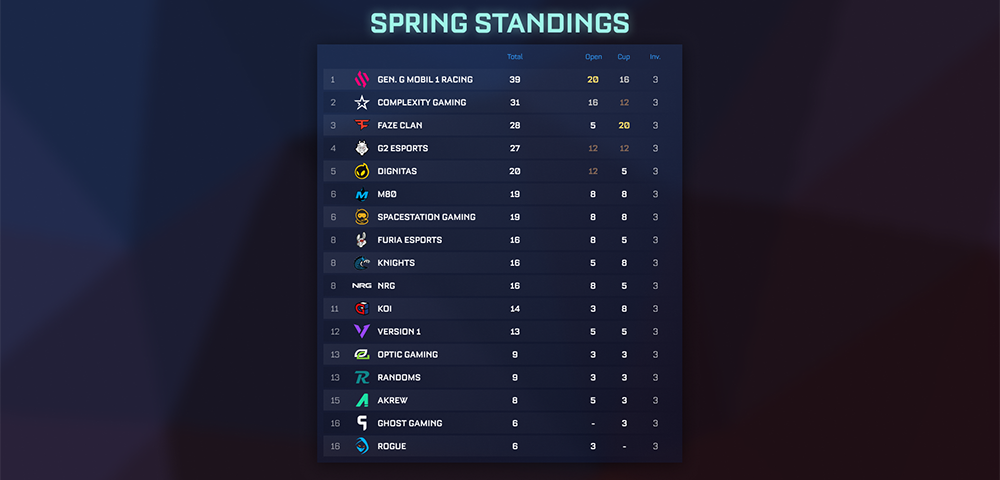 SPRING STANDINGS
Total Open Cup Inv.
1 GEN. G MOBIL 1 RACING 39 20 16 3
2 COMPLEXITY GAMING 31 16 12 3
3 FAZE CLAN 28 5 20 3
4 G2 ESPORTS 27 12 12 3
5 DIGNITAS 20 12 5 3
6 M80 19 8 8 3
6 SPACESTATION GAMING 19 8 8 3
8 FURIA ESPORTS 16 8 5 3
8 KNIGHTS 16 5 8 3
8 NRG NRG 16 8 5 3
11 KOI 14 3 8 3
12 VERSION 1 13 5 5 3
13 OPTIC GAMING 9 3 3 3
13 RANDOMS 9 3 3 3
15 AKREW 8 5 3 3
16 GHOST GAMING 6 - 3 3
16 ROGUE 6 3 - 3